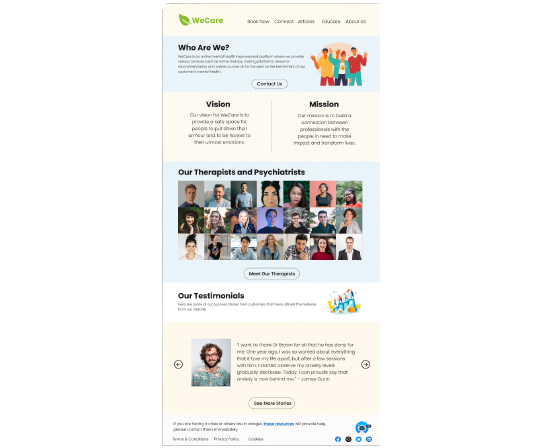 WeCare
Book Now Connect Articles Educate About Us
Who Are We?
WeCare is an online mental health improvement platform where we provide
various services such as online therapy, chatting platforms, resource
recommendation and online courses all for focused on the betterment of our
customer's mental health.
Contact Us
Vision
Our vision for WeCare is to
provide a safe space for
people to put down their
armour and to be honest to
their utmost emotions.
Mission
Our mission is to build a
connection between
professionals with the
people in need to make
impact and transform lives.
Our Therapists and Psychiatrists
Meet Our Therapists
Our Testimonials
Here are some of our success stories from customers that have utilised the features
from our website.
"I want to thank Dr Brown for all that he has done for
me. One year ago, I was so worried about everything
that it tore my life apart, but after a few sessions
with him, I started observe my anxiety levels
gradually decrease. Today, I can proudly say that
anxiety is now behind me." - James Gunn
See More Stories
If you are facing a crisis or others are in danger, these resources will provide help,
please contact them immediately.
Terms & Conditions Privacy Policy Cookies